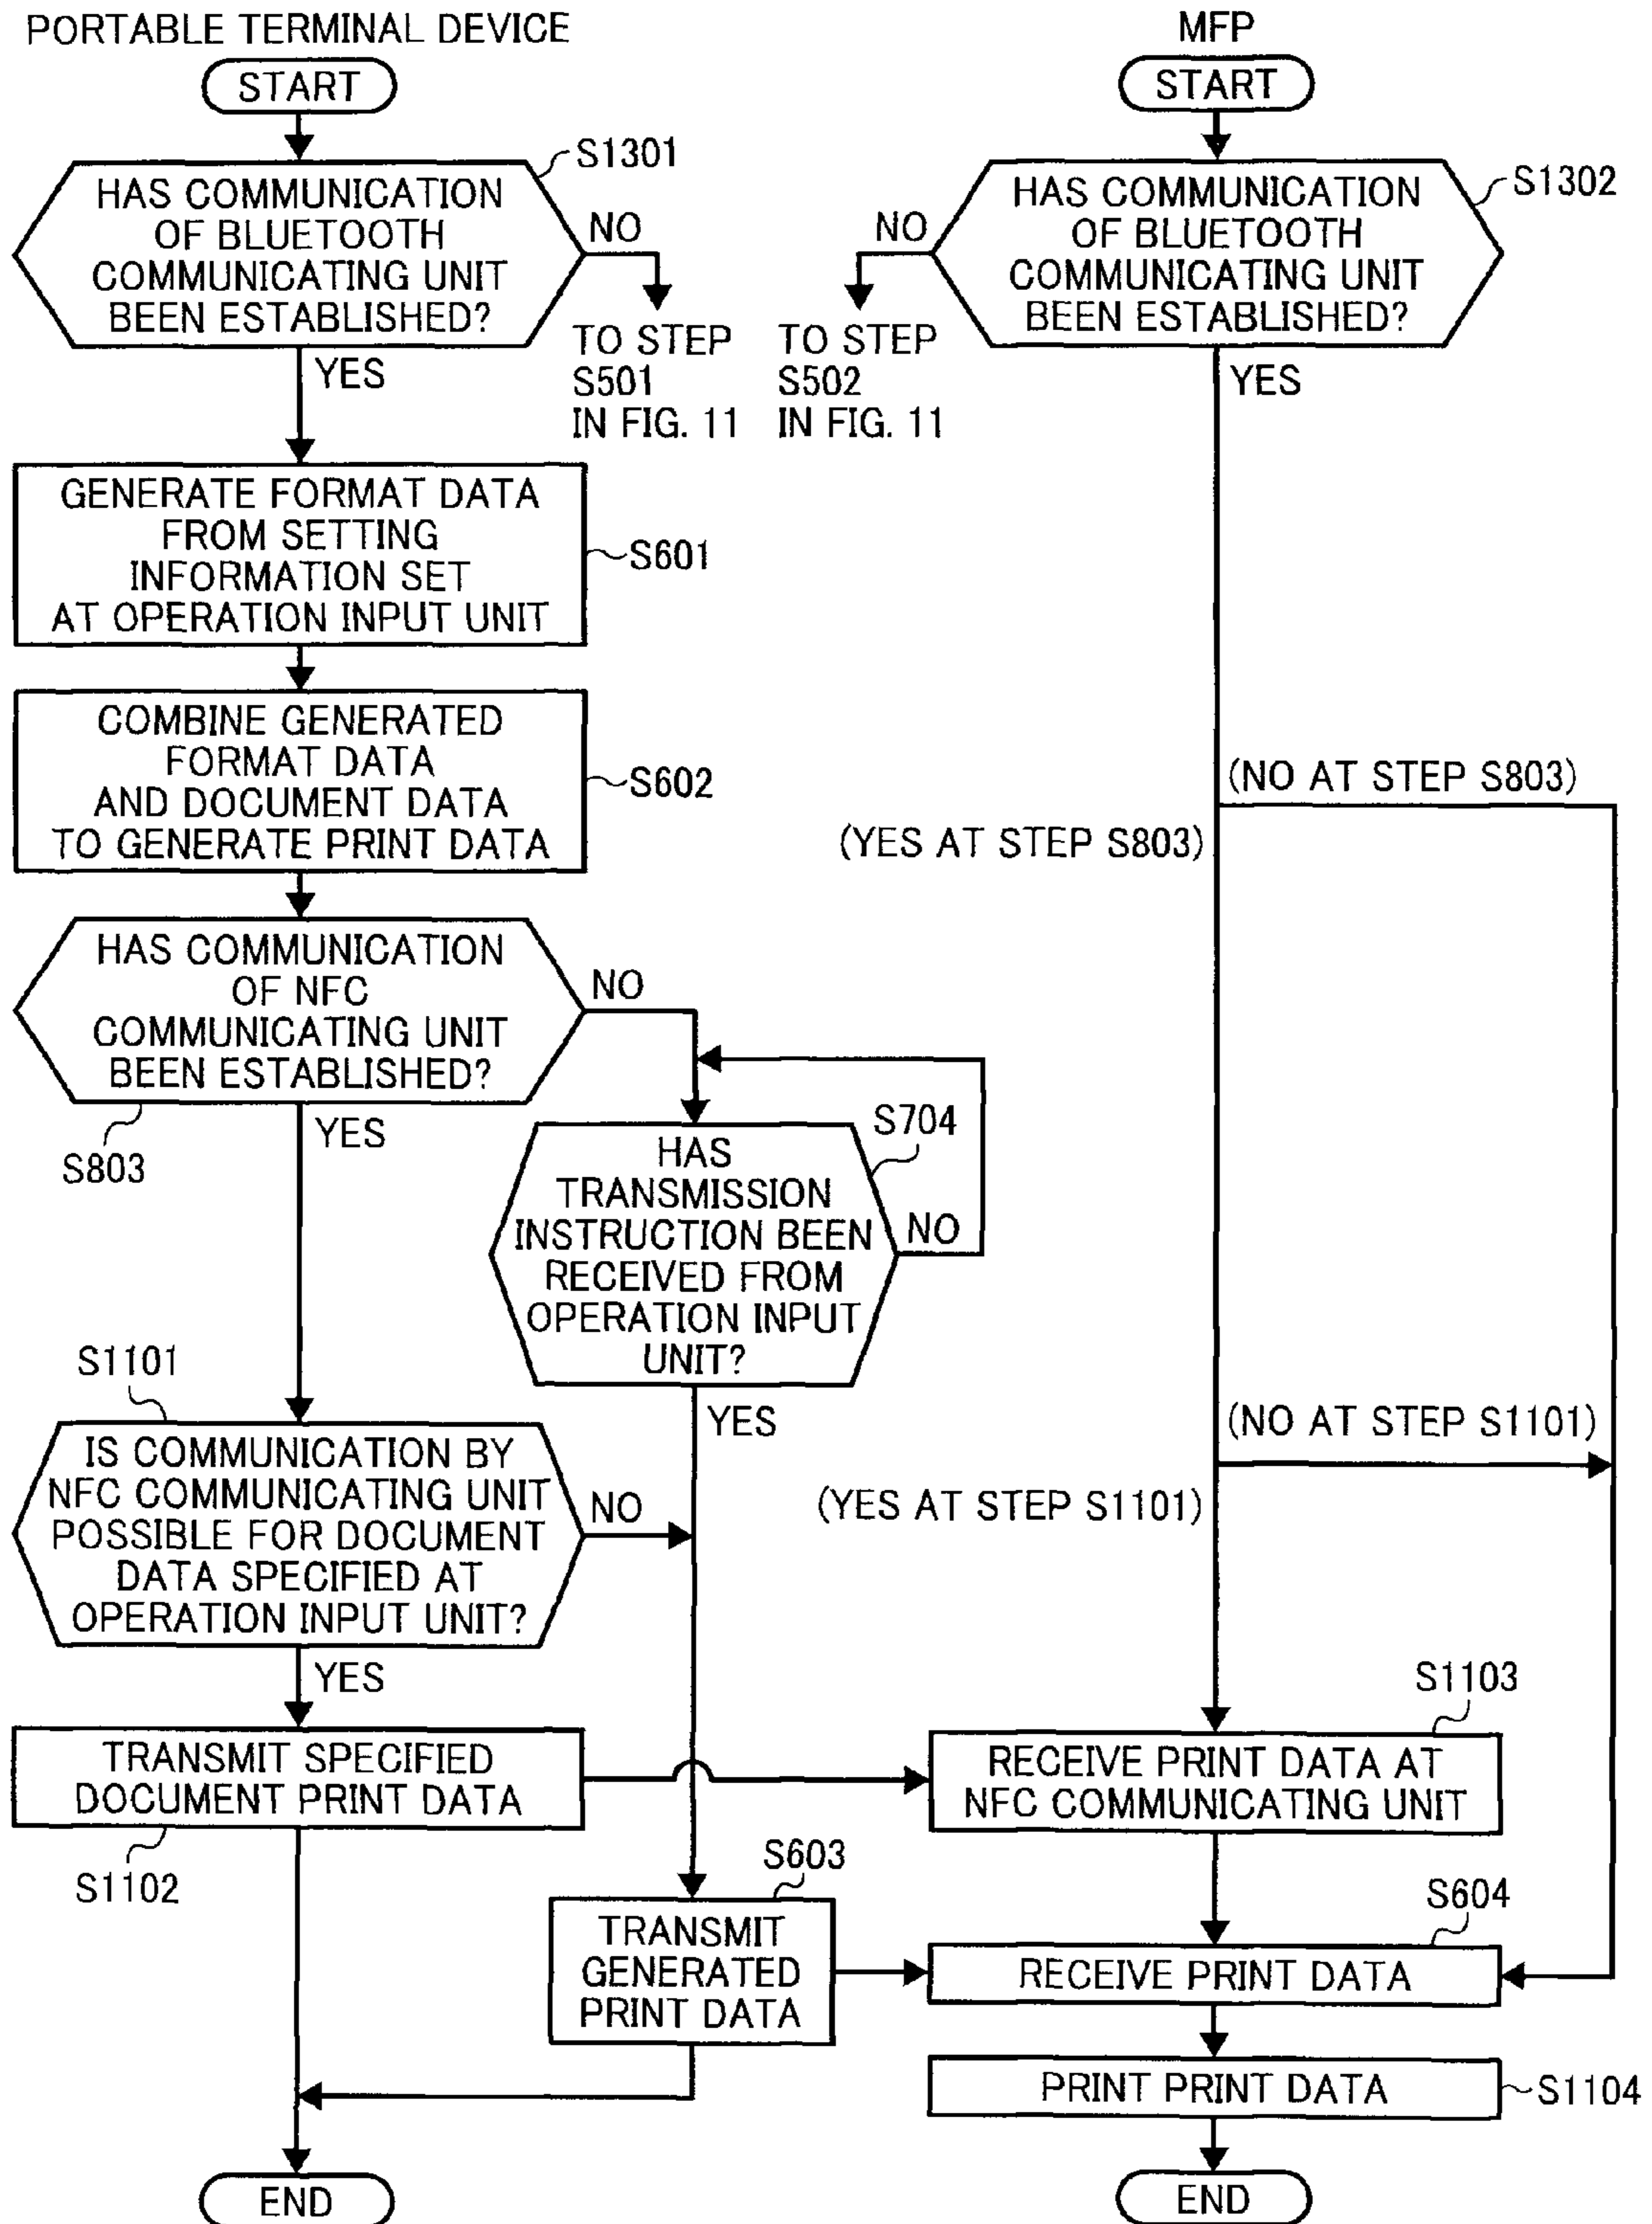 PORTABLE TERMINAL DEVICE
START
S1301
HAS COMMUNICATION
OF BLUETOOTH
COMMUNICATING UNIT
BEEN ESTABLISHED?
NO
TO STEP
S501
IN FIG. 11
YES
GENERATE FORMAT DATA
FROM SETTING
INFORMATION SET
AT OPERATION INPUT UNIT
S601
COMBINE GENERATED
FORMAT DATA
AND DOCUMENT DATA
TO GENERATE PRINT DATA
S602
HAS COMMUNICATION
OF NFC
COMMUNICATING UNIT
BEEN ESTABLISHED?
NO
S803
YES
S704
HAS
TRANSMISSION
INSTRUCTION BEEN
RECEIVED FROM
OPERATION INPUT
UNIT?
NO
YES
S1101
IS COMMUNICATION BY
NFC COMMUNICATING UNIT
POSSIBLE FOR DOCUMENT
DATA SPECIFIED AT
OPERATION INPUT UNIT?
NO
YES
TRANSMIT SPECIFIED
DOCUMENT PRINT DATA
S1102
S603
TRANSMIT
GENERATED
PRINT DATA
END
MFP
START
S1302
HAS COMMUNICATION
OF BLUETOOTH
COMMUNICATING UNIT
BEEN ESTABLISHED?
NO
TO STEP
S502
IN FIG. 11
YES
(NO AT STEP S803)
(YES AT STEP S803)
(NO AT STEP S1101)
(YES AT STEP S1101)
S1103
RECEIVE PRINT DATA AT
NFC COMMUNICATING UNIT
S604
RECEIVE PRINT DATA
PRINT PRINT DATA
S1104
END